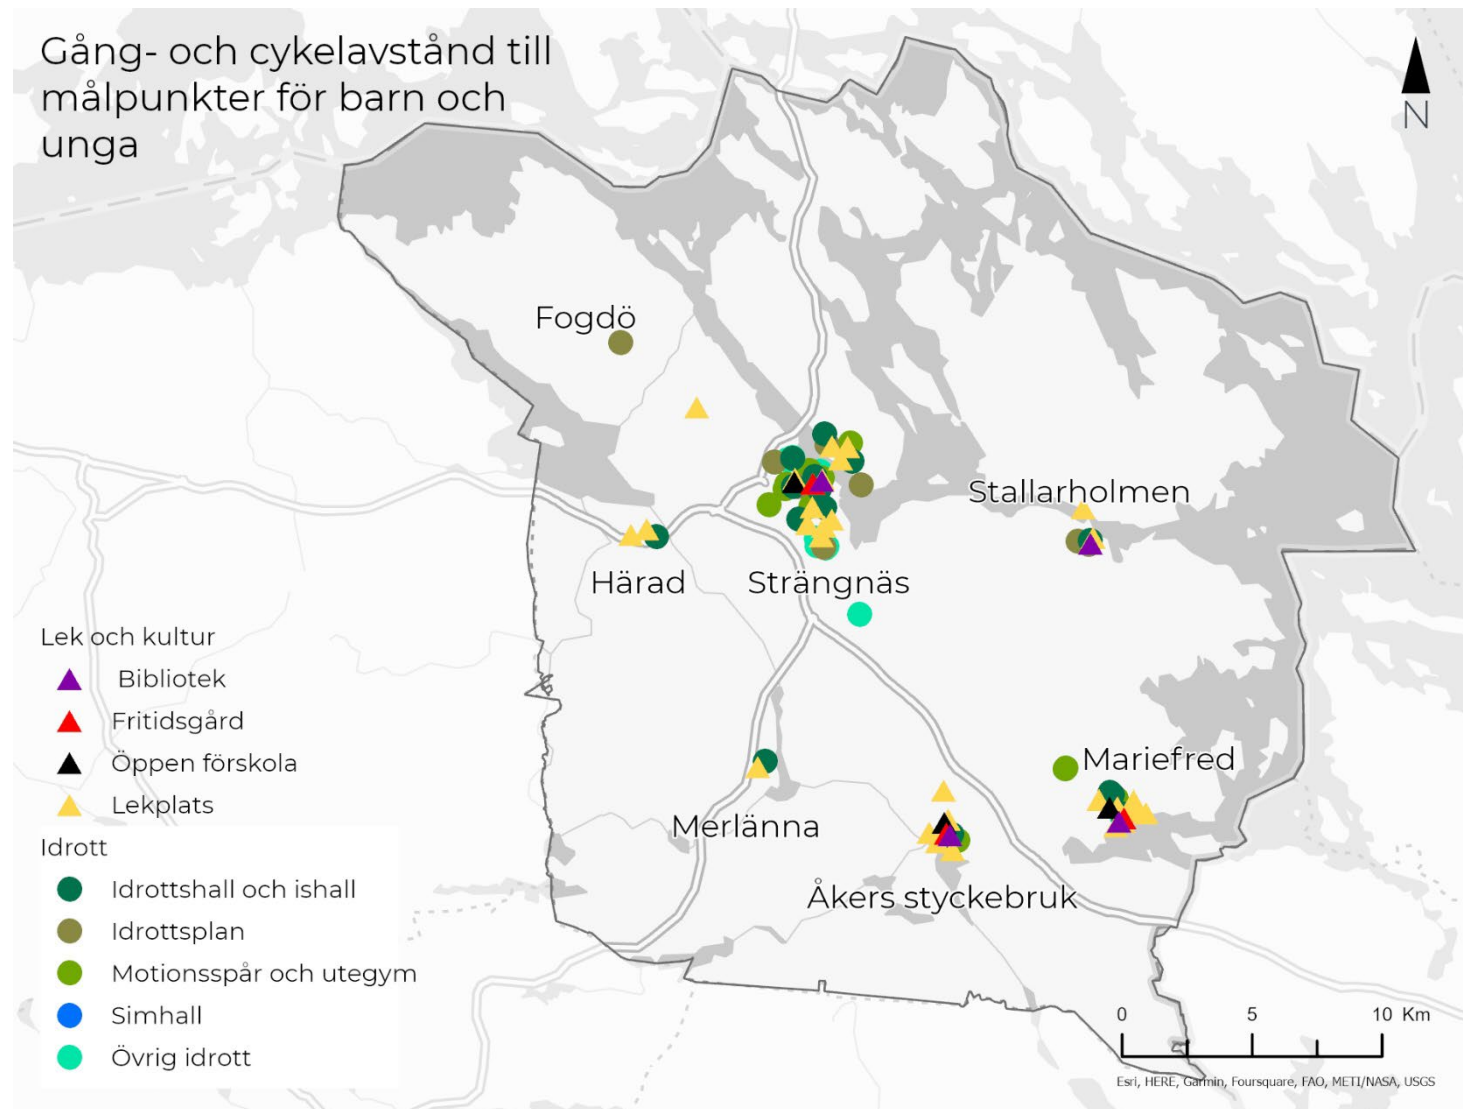 Gång- och cykelavstånd till
målpunkter för barn och
unga
N
Fogdö
Stallarholmen
Härad
Strängnäs
Mariefred
Merlänna
Åkers styckebruk
Lek och kultur
Bibliotek
Fritidsgård
Öppen förskola
Lekplats
Idrott
Idrottshall och ishall
Idrottsplan
Motionsspår och utegym
Simhall
Övrig idrott
0 5 10 Km
Esri, HERE, Garmin, Foursquare, FAO, METI/NASA, USGS